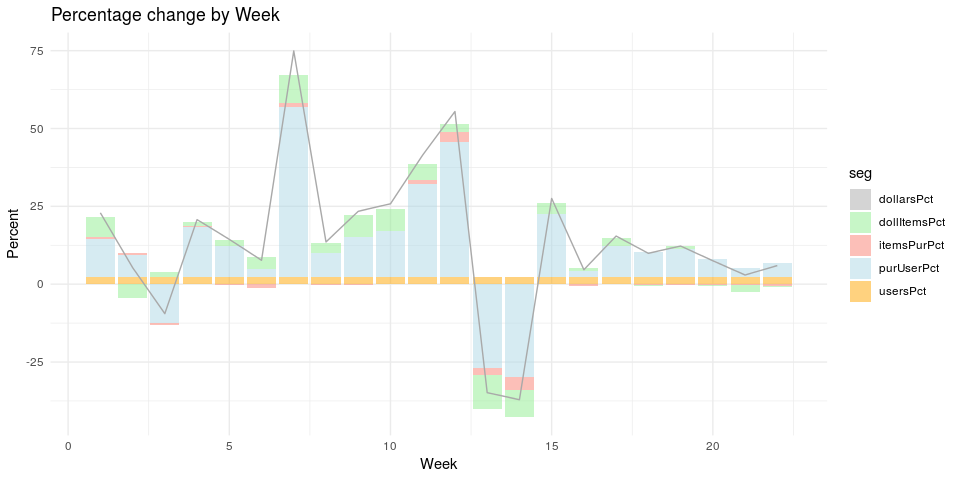 Percentage change by Week
75
50
25
0
-25
Percent
0
5
10
15
20
Week
seg
dollarsPct
dollItemsPct
itemsPurPct
purUserPct
usersPct